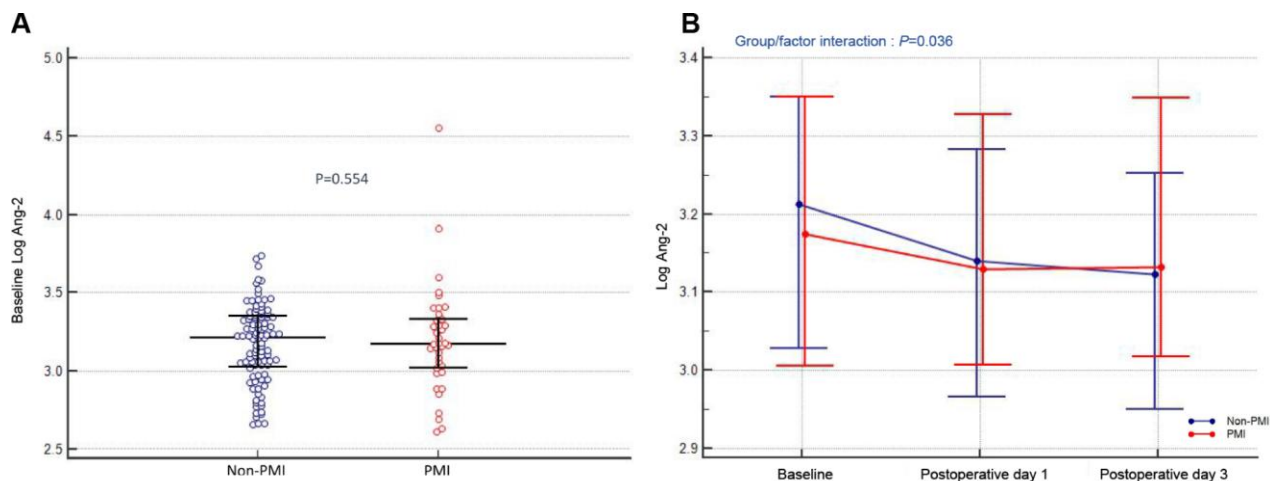 A
Baseline Log Ang-2
5.0
4.5
4.0
3.5
3.0
2.5
P=0.554
Non-PMI
PMI
B
Group/factor interaction : P=0.036
Log Ang-2
3.4
3.3
3.2
3.1
3.0
2.9
Non-PMI
PMI
Baseline
Postoperative day 1
Postoperative day 3